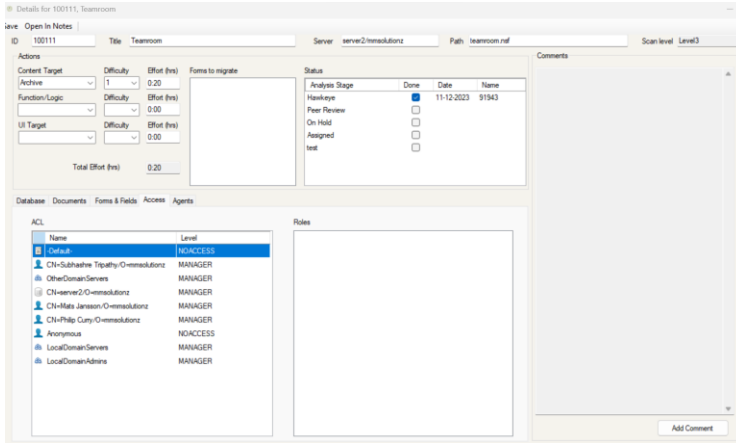 Details for 100111, Teamroom
Save Open In Notes
ID 100111 Title Teamroom Server server2/mmsolutionz Path teamroom.nsf Scan level Level3
Actions
Content Target Difficulty Effort (hrs) Forms to migrate
Archive 1 0:20
Function/Logic Difficulty Effort (hrs)
0:00
UI Target Difficulty Effort (hrs)
0:00
Total Effort (hrs) 0:20
Status
Analysis Stage Done Date Name
Hawkeye 11-12-2023 91943
Peer Review
On Hold
Assigned
test
Comments
Database Documents Forms & Fields Access Agents
ACL
Name Level
-Default- NOACCESS
CN=Subhashre Tripathy/O=mmsolutionz MANAGER
OtherDomainServers MANAGER
CN=server2/O=mmsolutionz MANAGER
CN=Mats Jansson/O=mmsolutionz MANAGER
CN=Philip Curry/O=mmsolutionz MANAGER
Anonymous NOACCESS
LocalDomainServers MANAGER
LocalDomainAdmins MANAGER
Roles
Add Comment